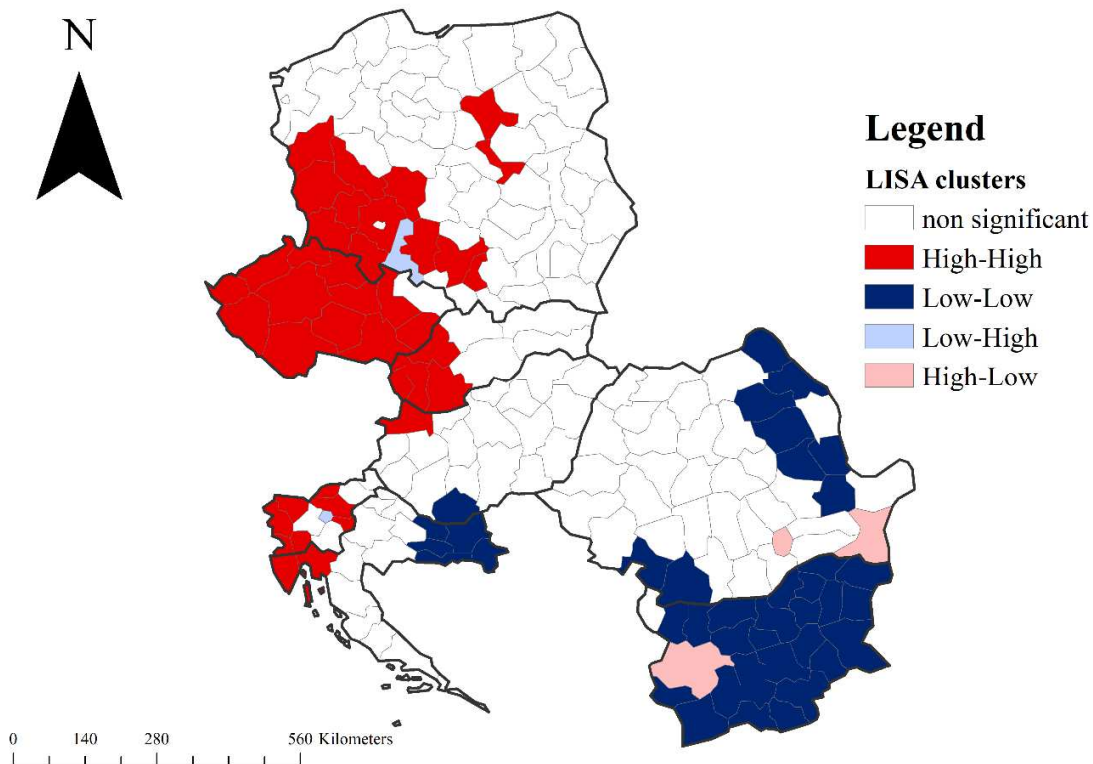 N
Legend
LISA clusters
non significant
High-High
Low-Low
Low-High
High-Low
0 140 280 560 Kilometers